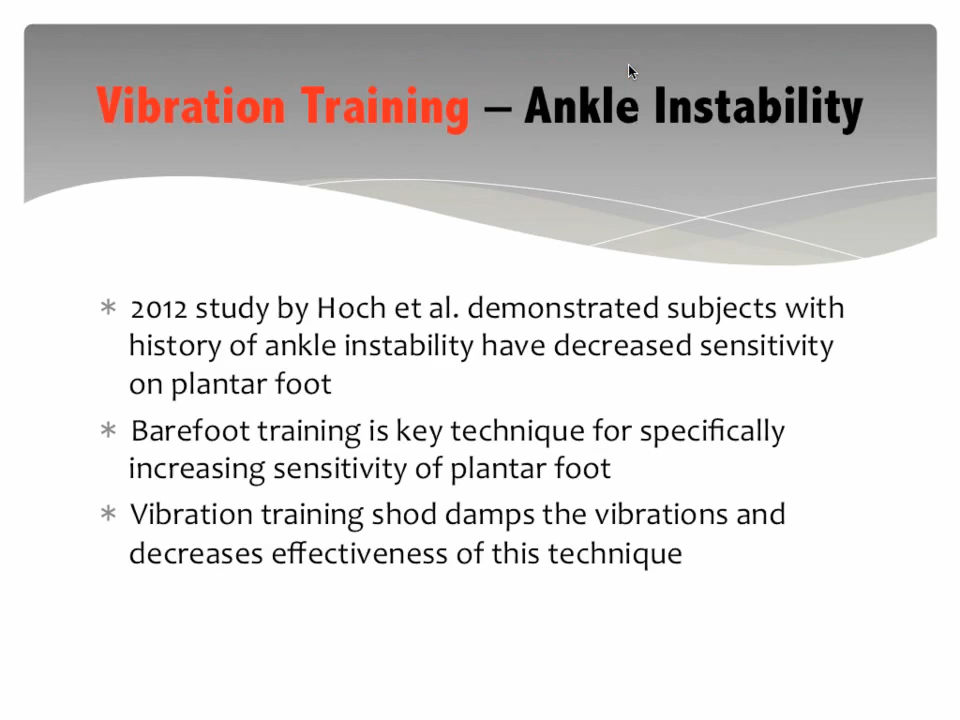 Vibration Training – Ankle Instability
* 2012 study by Hoch et al. demonstrated subjects with
history of ankle instability have decreased sensitivity
on plantar foot
* Barefoot training is key technique for specifically
increasing sensitivity of plantar foot
* Vibration training shod damps the vibrations and
decreases effectiveness of this technique